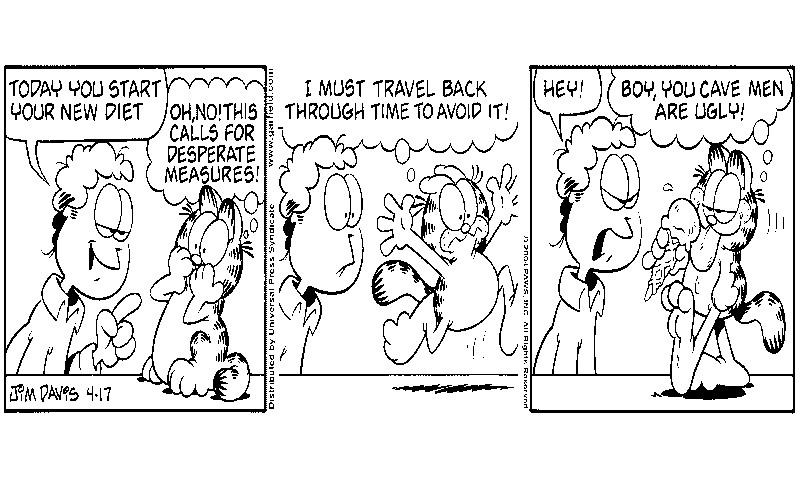 TODAY YOU START
YOUR NEW DIET
OH, NO! THIS
CALLS FOR
DESPERATE
MEASURES!
JIM DAVIS 4·17
www.garfield.com
Distributed by Universal Press Syndicate
I MUST TRAVEL BACK
THROUGH TIME TO AVOID IT!
© 2004 PAWS, INC. All Rights Reserved
HEY!
BOY, YOU CAVE MEN
ARE UGLY!